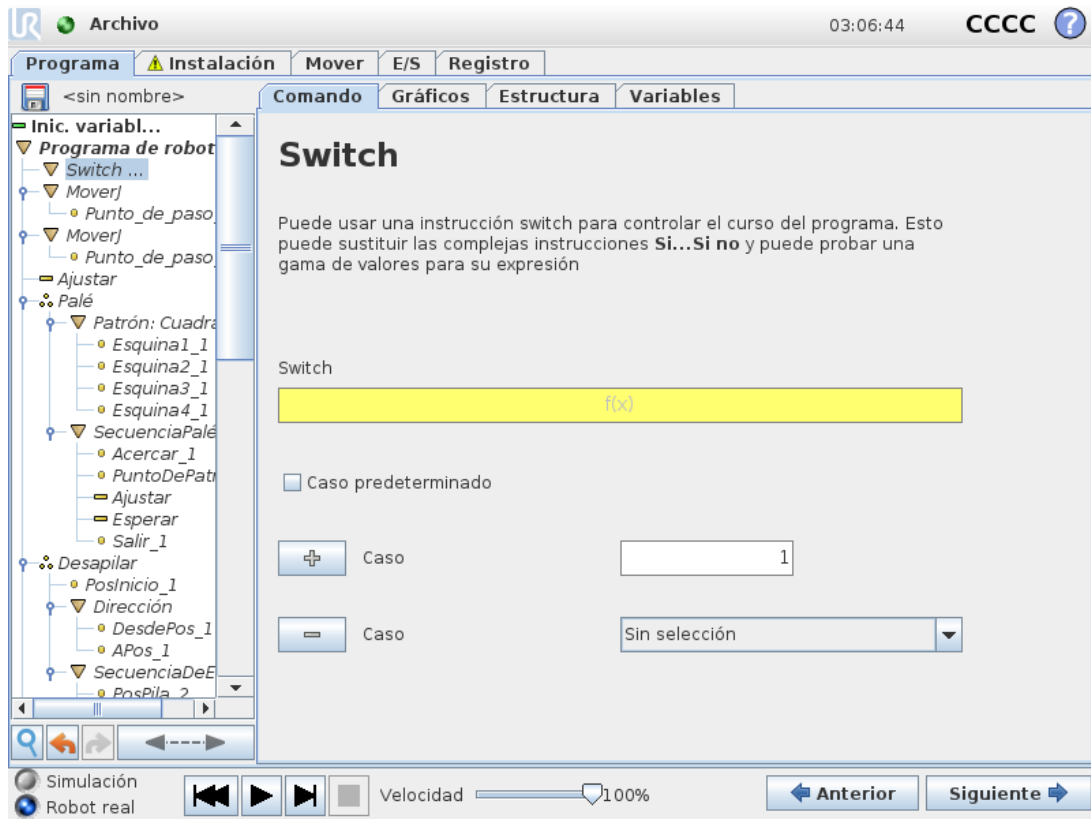 Archivo
03:06:44
CCCC
?
Programa
Instalación
Mover
E/S
Registro
<sin nombre>
Comando
Gráficos
Estructura
Variables
Inic. variabl...
Programa de robot
Switch ...
MoverJ
Punto_de_paso_
MoverJ
Punto_de_paso_
Ajustar
Palé
Patrón: Cuadra
Esquina1_1
Esquina2_1
Esquina3_1
Esquina4_1
SecuenciaPalé
Acercar_1
PuntoDePatr
Ajustar
Esperar
Salir_1
Desapilar
PosInicio_1
Dirección
DesdePos_1
APos_1
SecuenciaDeE
PosPila_2
Switch
Puede usar una instrucción switch para controlar el curso del programa. Esto
puede sustituir las complejas instrucciones Si...Si no y puede probar una
gama de valores para su expresión
Switch
f(x)
Caso predeterminado
Caso
1
Caso
Sin selección
Simulación
Robot real
Velocidad
100%
Anterior
Siguiente